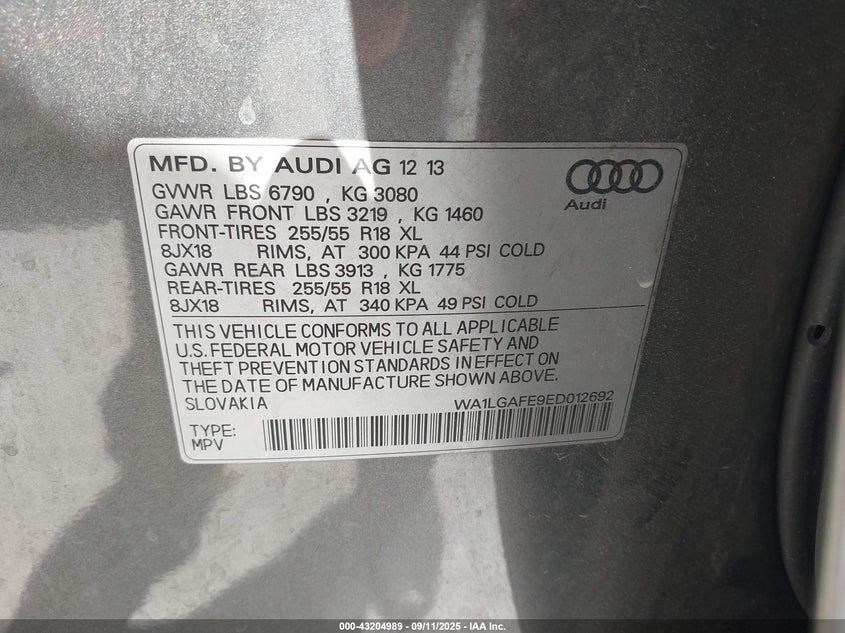 MFD. BY AUDI AG 12 13
Audi
GVWR LBS 6790 , KG 3080
GAWR FRONT LBS 3219 , KG 1460
FRONT-TIRES 255/55 R18 XL
8JX18 RIMS, AT 300 KPA 44 PSI COLD
GAWR REAR LBS 3913 , KG 1775
REAR-TIRES 255/55 R18 XL
8JX18 RIMS, AT 340 KPA 49 PSI COLD
THIS VEHICLE CONFORMS TO ALL APPLICABLE
U.S. FEDERAL MOTOR VEHICLE SAFETY AND
THEFT PREVENTION STANDARDS IN EFFECT ON
THE DATE OF MANUFACTURE SHOWN ABOVE.
SLOVAKIA WA1LGAFE9ED012692
TYPE:
MPV
000-43204989 - 09/11/2025 - IAA Inc.